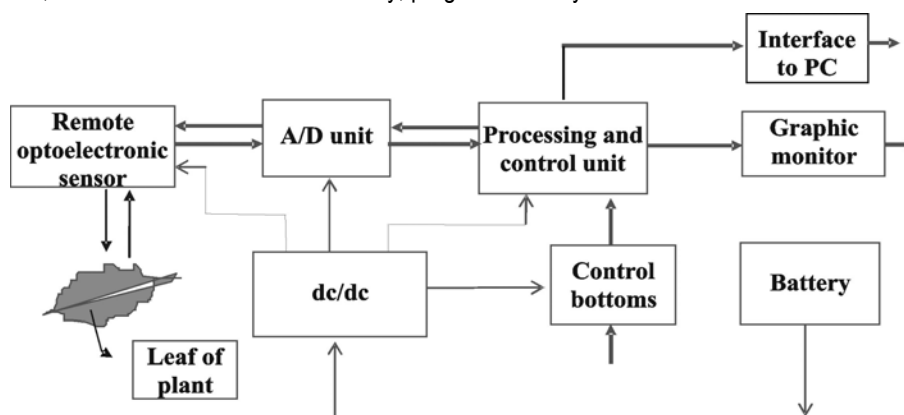 Interface
to PC
Remote
optoelectronic
sensor
A/D unit
Processing and
control unit
Graphic
monitor
dc/dc
Control
bottoms
Battery
Leaf of
plant